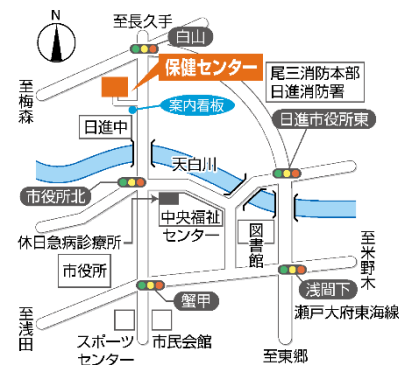 N
至長久手
白山
保健センター
尾三消防本部
日進消防署
至梅森
案内看板
日進中
日進市役所東
天白川
市役所北
中央福祉
センター
図書館
休日急病診療所
市役所
至米野木
浅間下
蟹甲
瀬戸大府東海線
至浅田
スポーツ
センター
市民会館
至東郷